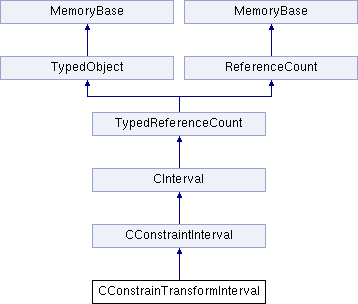 MemoryBase MemoryBase
TypedObject ReferenceCount
TypedReferenceCount
CInterval
CConstraintInterval
CConstrainTransformInterval